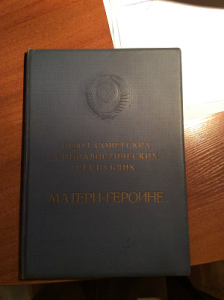 СОЮЗ СОВЕТСКИХ
СОЦИАЛИСТИЧЕСКИХ
РЕСПУБЛИК
МАТЕРИ-ГЕРОИНЕ